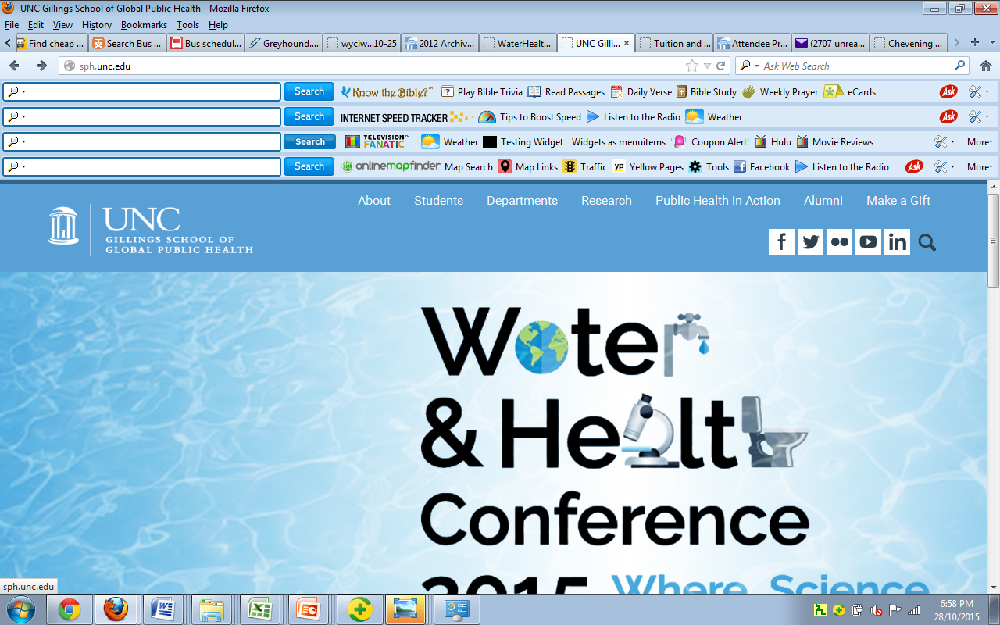 UNC Gillings School of Global Public Health - Mozilla Firefox
File Edit View History Bookmarks Tools Help
Find cheap ... Search Bus ... Bus schedul... Greyhound.... wyciw...10-25 2012 Archiv... WaterHealt... UNC Gilli... Tuition and ... Attendee Pr... (2707 unrea... Chevening ...
sph.unc.edu Ask Web Search
Search Know the Bible?™ Play Bible Trivia Read Passages Daily Verse Bible Study Weekly Prayer eCards Ask
Search INTERNET SPEED TRACKER Tips to Boost Speed Listen to the Radio Weather Ask
Search TELEVISION FANATIC™ Weather Testing Widget Widgets as menuitems Coupon Alert! Hulu Movie Reviews More
Search onlinemapfinder Map Search Map Links Traffic yp Yellow Pages Tools Facebook Listen to the Radio Ask More
About Students Departments Research Public Health in Action Alumni Make a Gift
UNC
GILLINGS SCHOOL OF
GLOBAL PUBLIC HEALTH
Water
& Health
Conference
2015 Where Science
sph.unc.edu
6:58 PM
28/10/2015